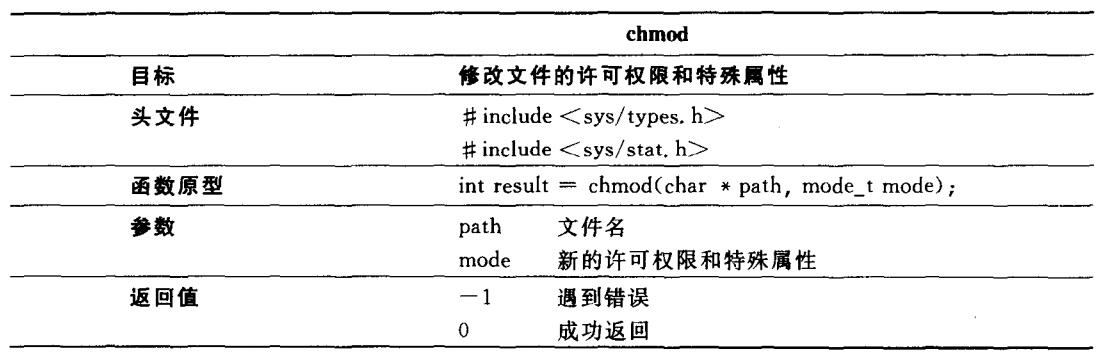 chmod
目标 修改文件的许可权限和特殊属性
头文件 # include <sys/types. h>
# include <sys/stat. h>
函数原型 int result = chmod(char * path, mode_t mode);
参数 path 文件名
mode 新的许可权限和特殊属性
返回值 -1 遇到错误
0 成功返回